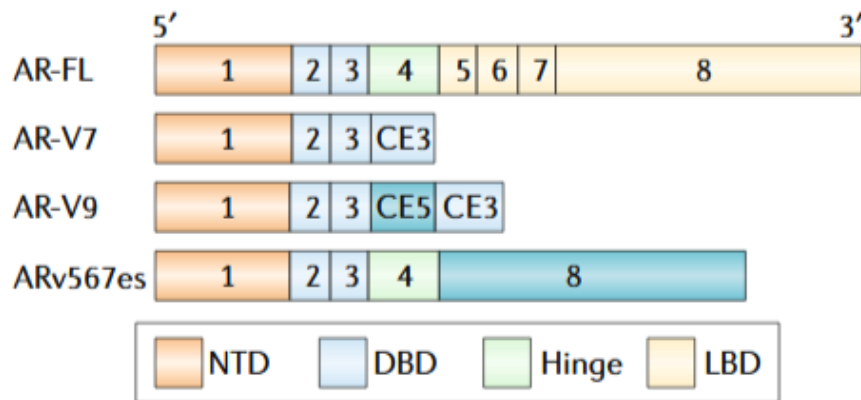 5′ 3′
AR-FL 1 2 3 4 5 6 7 8
AR-V7 1 2 3 CE3
AR-V9 1 2 3 CE5 CE3
ARv567es 1 2 3 4 8
NTD DBD Hinge LBD